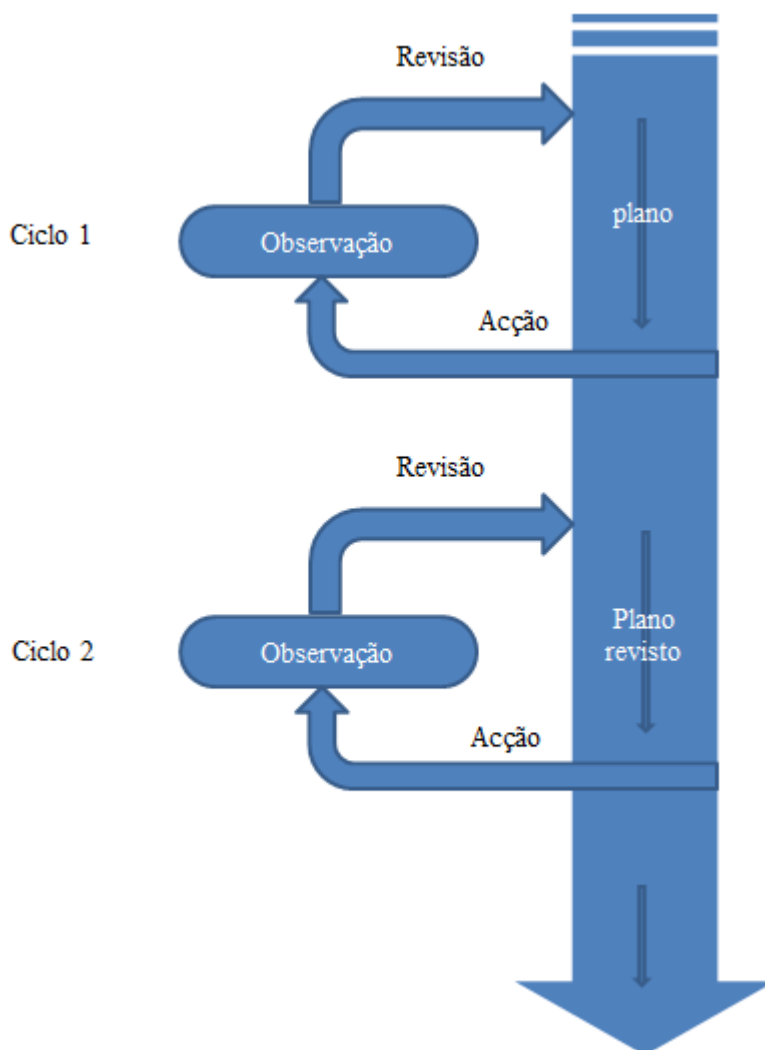 Revisão
Ciclo 1
Observação
plano
Acção
Revisão
Ciclo 2
Observação
Plano
revisto
Acção